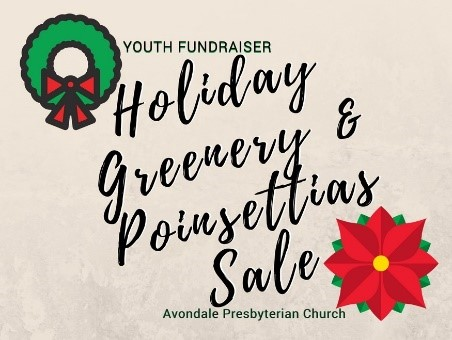 YOUTH FUNDRAISER
Holiday
Greenery &
Poinsettias
Sale
Avondale Presbyterian Church